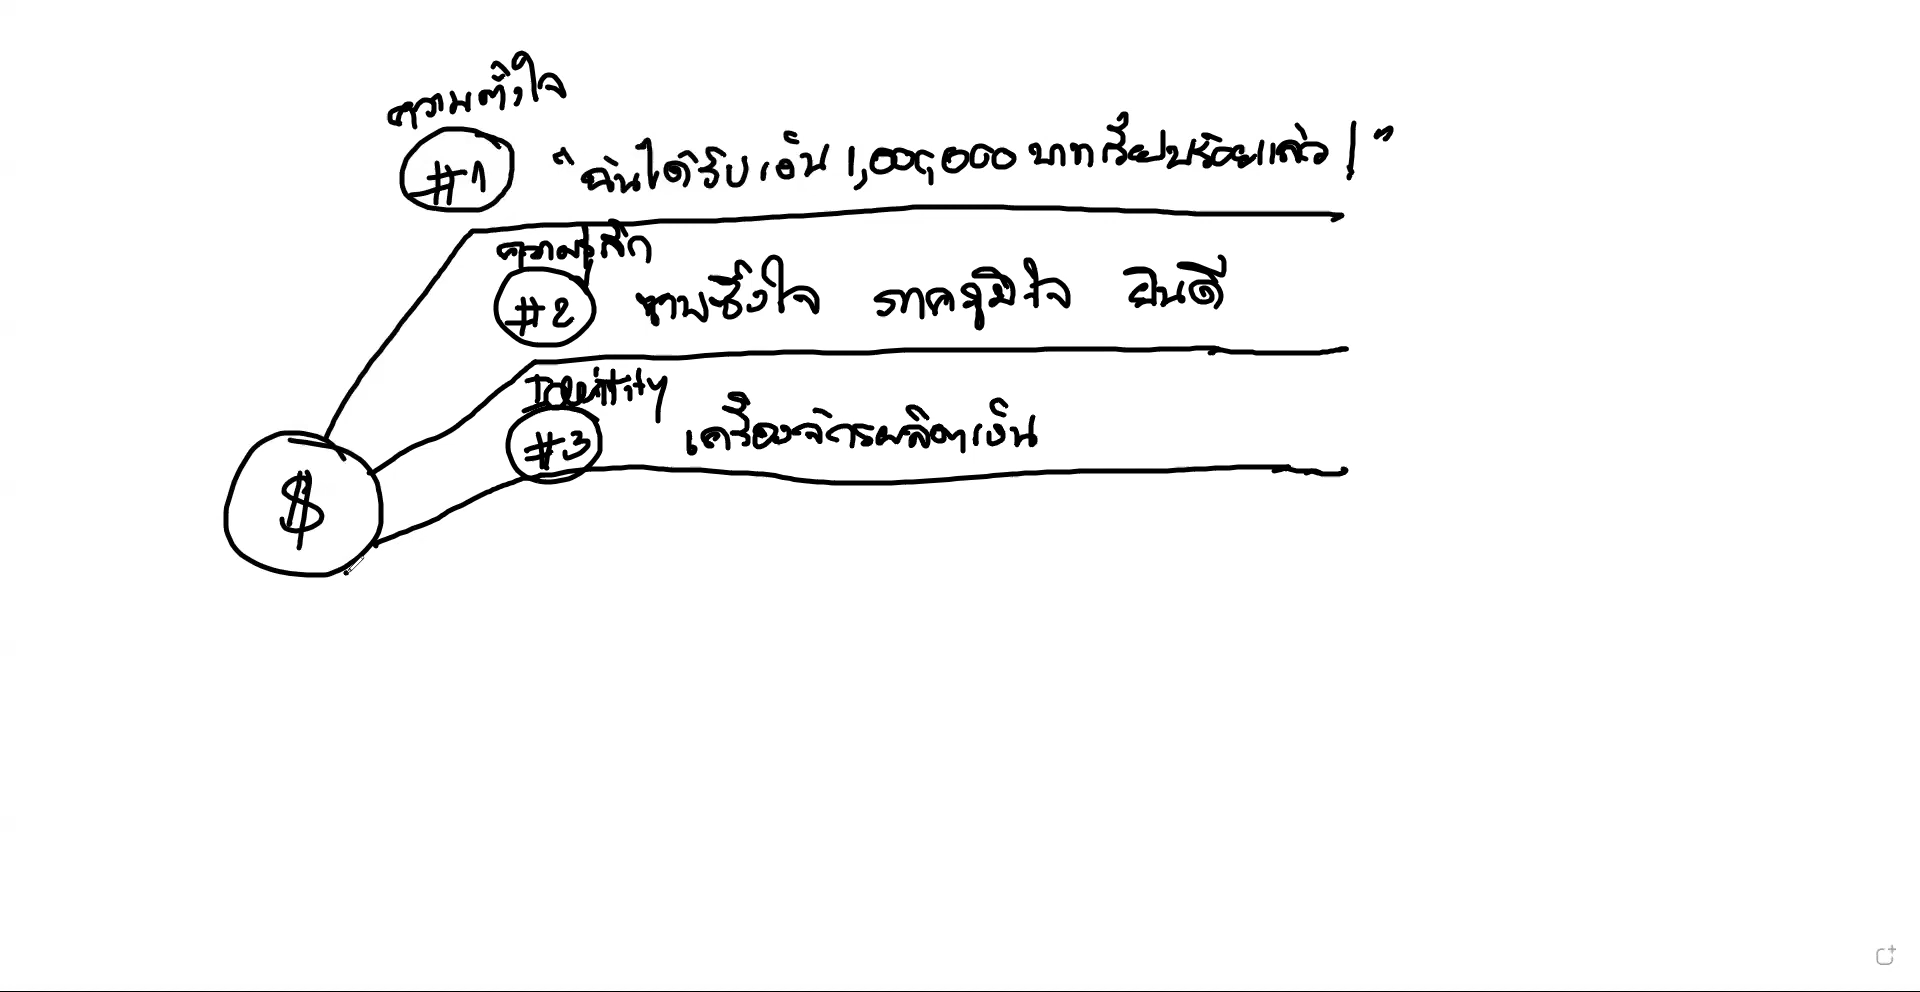 ความตั้งใจ
#1 "ฉันได้รับเงิน 1,000,000 บาทเรียบร้อยแล้ว!"
ความรู้สึก
#2 ซาบซึ้งใจ ภาคภูมิใจ ยินดี
Identity
#3 เครื่องจักรผลิตเงิน
$